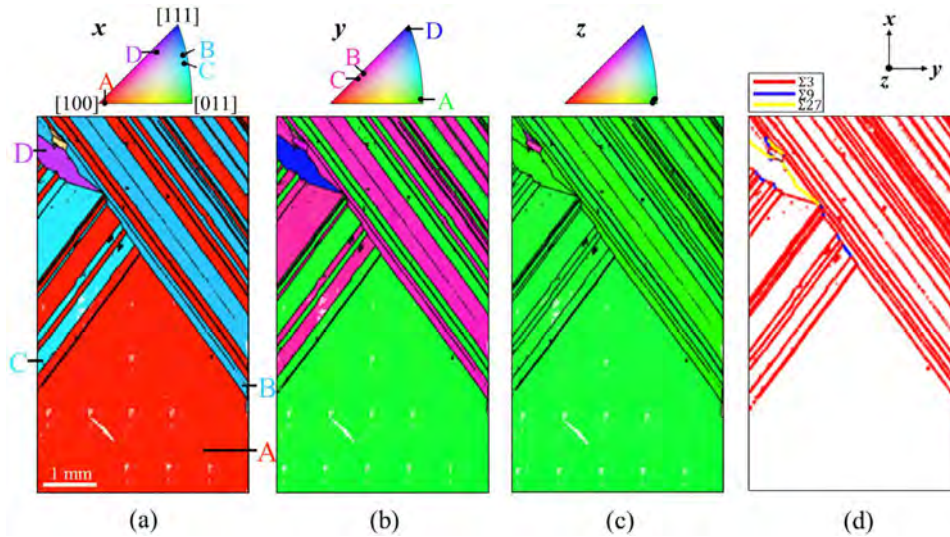 x
[111]
B
D
C
A
[100]
[011]
y
D
B
C
A
z
x
z
y
Σ3
Σ9
Σ27
D
C
B
A
1 mm
(a)
(b)
(c)
(d)